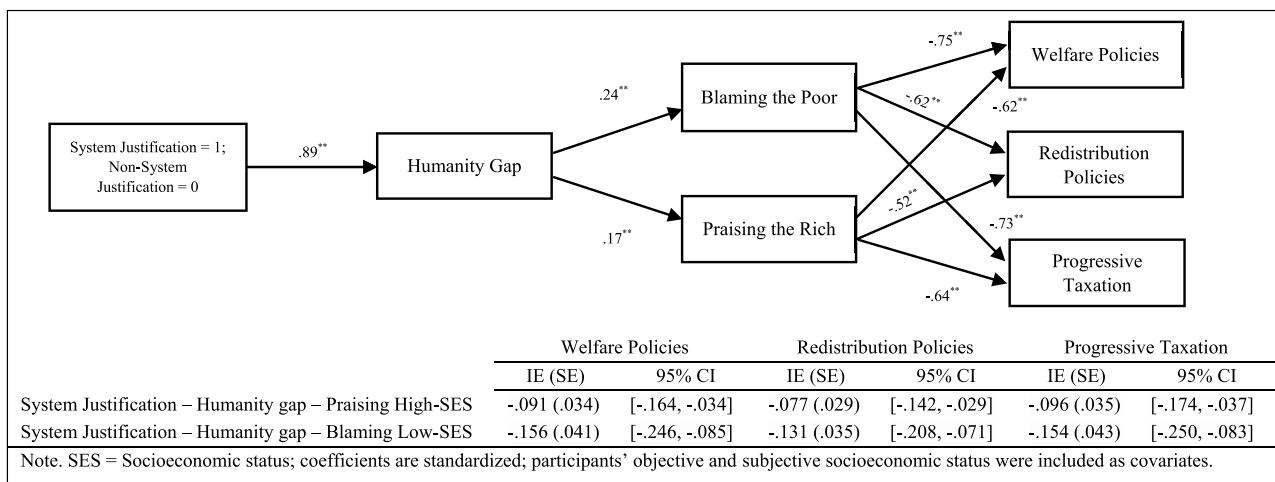 -.75**
Welfare Policies
.24**
Blaming the Poor
-.62**
-.62**
System Justification = 1;
Non-System
Justification = 0
.89**
Humanity Gap
Redistribution
Policies
-.52**
.17**
Praising the Rich
-.73**
Progressive
Taxation
-.64**
Welfare Policies Redistribution Policies Progressive Taxation
IE (SE) 95% CI IE (SE) 95% CI IE (SE) 95% CI
System Justification – Humanity gap – Praising High-SES -.091 (.034) [-.164, -.034] -.077 (.029) [-.142, -.029] -.096 (.035) [-.174, -.037]
System Justification – Humanity gap – Blaming Low-SES -.156 (.041) [-.246, -.085] -.131 (.035) [-.208, -.071] -.154 (.043) [-.250, -.083]
Note. SES = Socioeconomic status; coefficients are standardized; participants’ objective and subjective socioeconomic status were included as covariates.